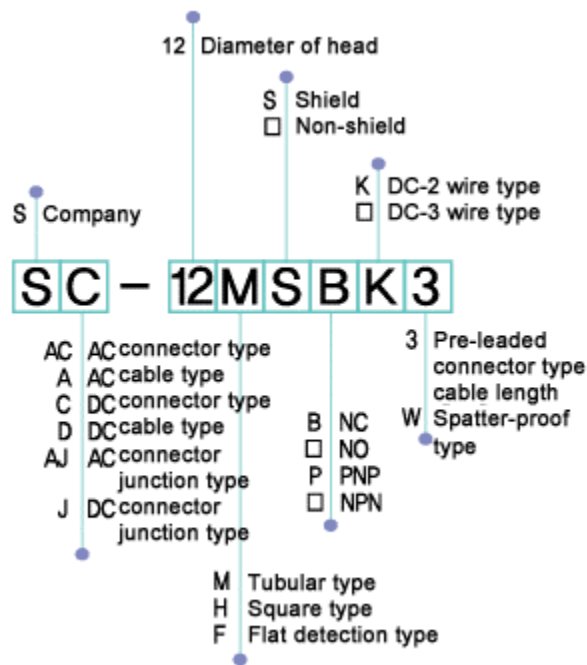 12 Diameter of head
S Shield
□ Non-shield
K DC-2 wire type
□ DC-3 wire type
S Company
SC-12MSBK3
AC AC connector type
A AC cable type
C DC connector type
D DC cable type
AJ AC connector
junction type
J DC connector
junction type
B NC
□ NO
P PNP
□ NPN
3 Pre-leaded
connector type
cable length
W Spatter-proof
type
M Tubular type
H Square type
F Flat detection type